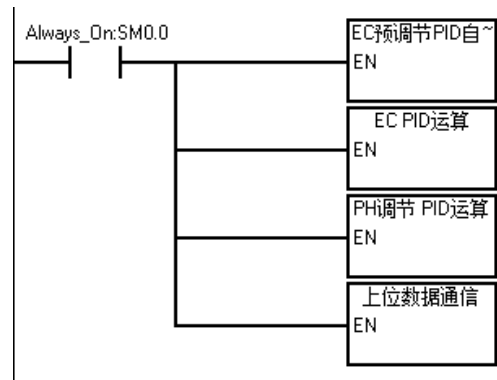 Always_On:SM0.0
EC预调节PID自~
EN
EC PID运算
EN
PH调节 PID运算
EN
上位数据通信
EN